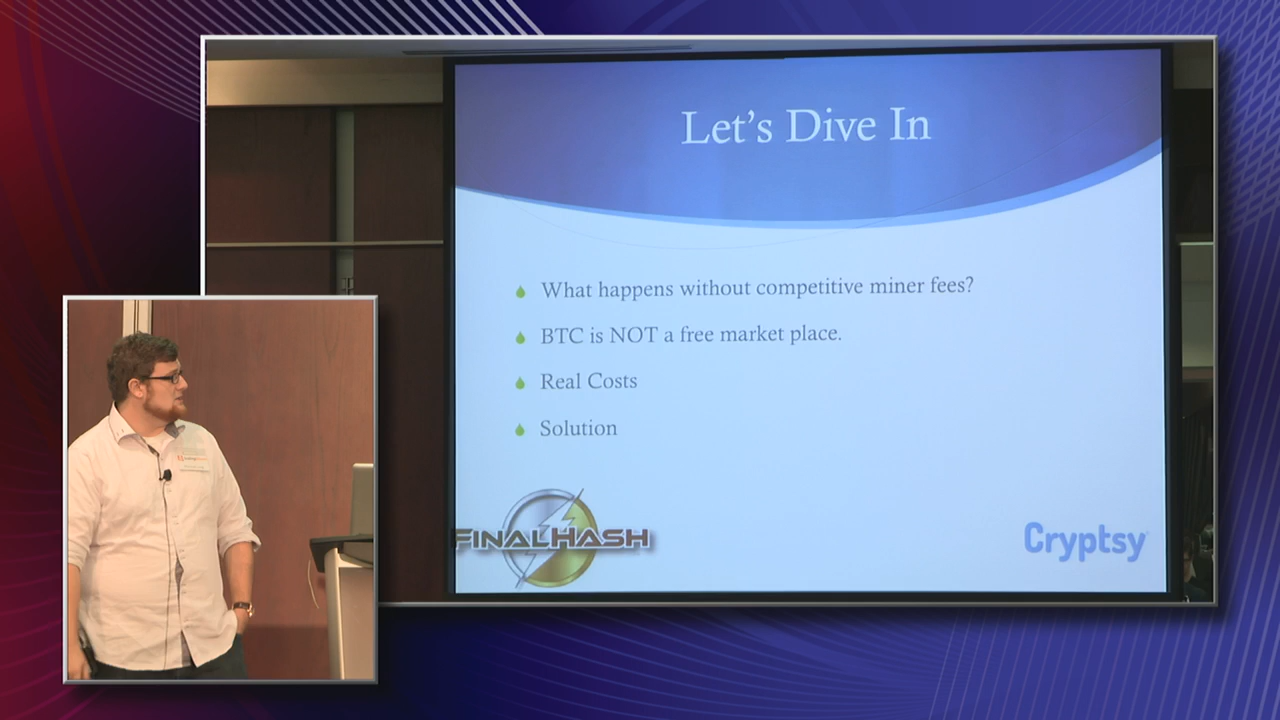 Let's Dive In
What happens without competitive miner fees?
BTC is NOT a free market place.
Real Costs
Solution
FINALHASH
Cryptsy